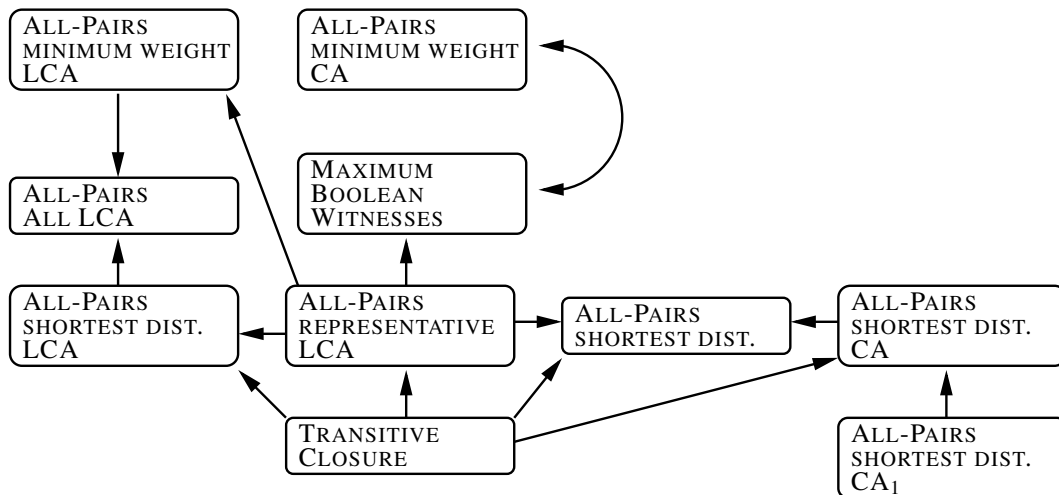 ALL-PAIRS
MINIMUM WEIGHT
LCA
ALL-PAIRS
MINIMUM WEIGHT
CA
MAXIMUM
BOOLEAN
WITNESSES
ALL-PAIRS
ALL LCA
ALL-PAIRS
SHORTEST DIST.
LCA
ALL-PAIRS
REPRESENTATIVE
LCA
ALL-PAIRS
SHORTEST DIST.
ALL-PAIRS
SHORTEST DIST.
CA
TRANSITIVE
CLOSURE
ALL-PAIRS
SHORTEST DIST.
CA₁